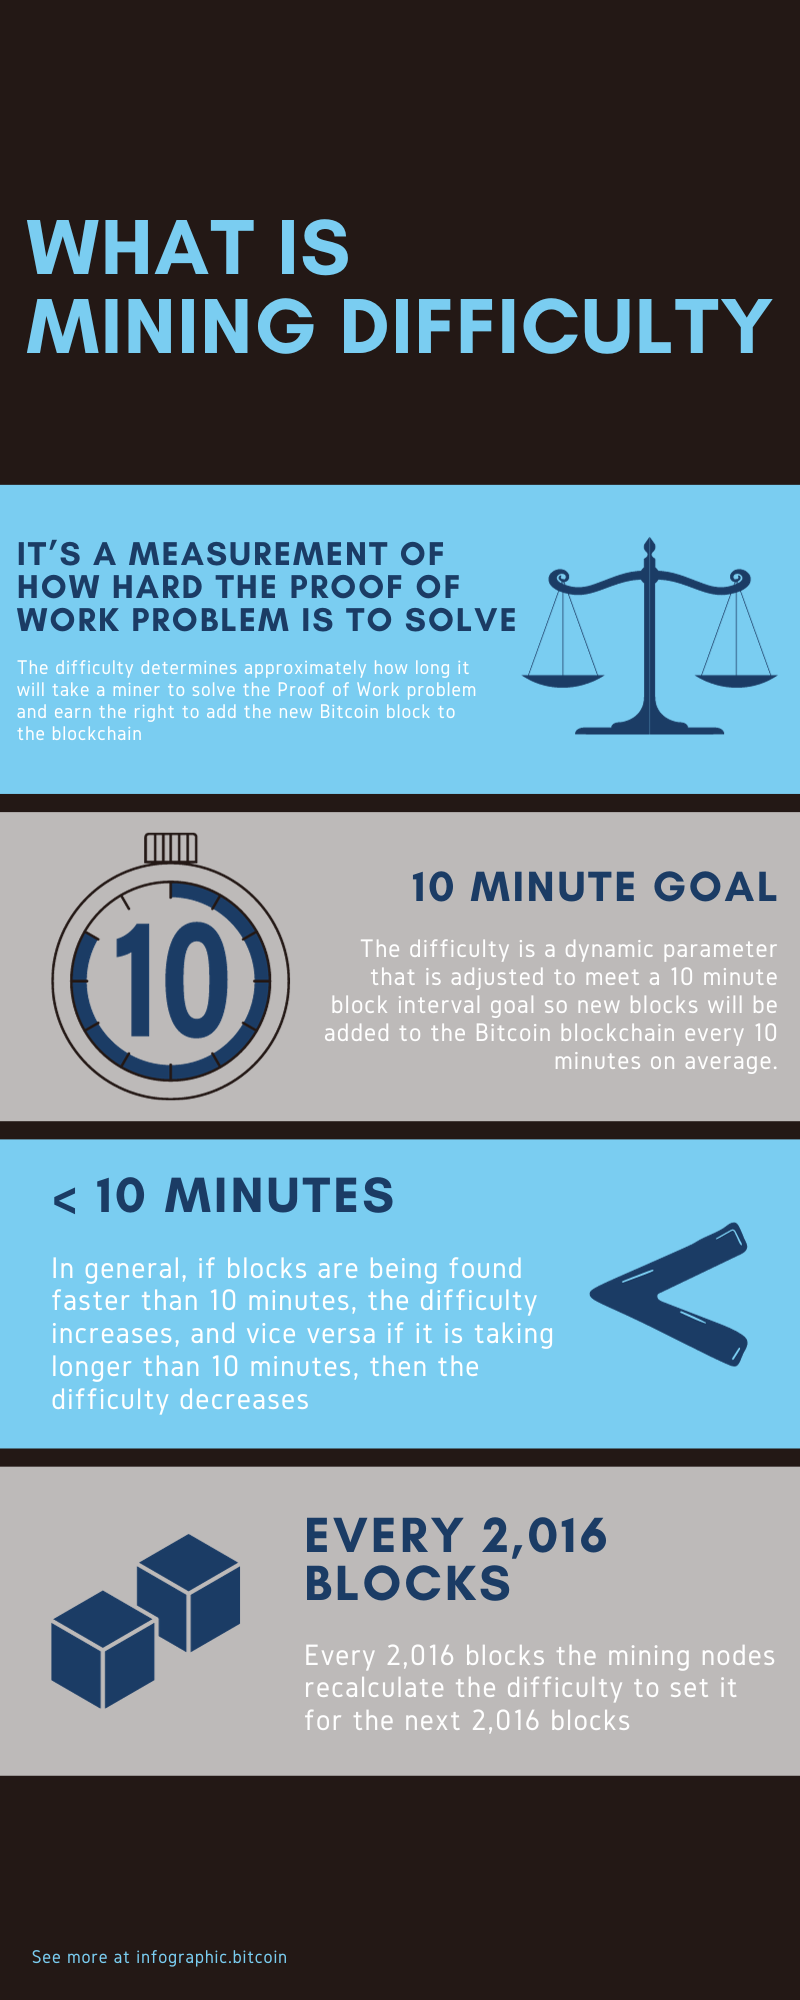 WHAT IS
MINING DIFFICULTY
IT'S A MEASUREMENT OF
HOW HARD THE PROOF OF
WORK PROBLEM IS TO SOLVE
The difficulty determines approximately how long it
will take a miner to solve the Proof of Work problem
and earn the right to add the new Bitcoin block to
the blockchain
10
10 MINUTE GOAL
The difficulty is a dynamic parameter
that is adjusted to meet a 10 minute
block interval goal so new blocks will be
added to the Bitcoin blockchain every 10
minutes on average.
< 10 MINUTES
In general, if blocks are being found
faster than 10 minutes, the difficulty
increases, and vice versa if it is taking
longer than 10 minutes, then the
difficulty decreases
<
EVERY 2,016
BLOCKS
Every 2,016 blocks the mining nodes
recalculate the difficulty to set it
for the next 2,016 blocks
See more at infographic.bitcoin